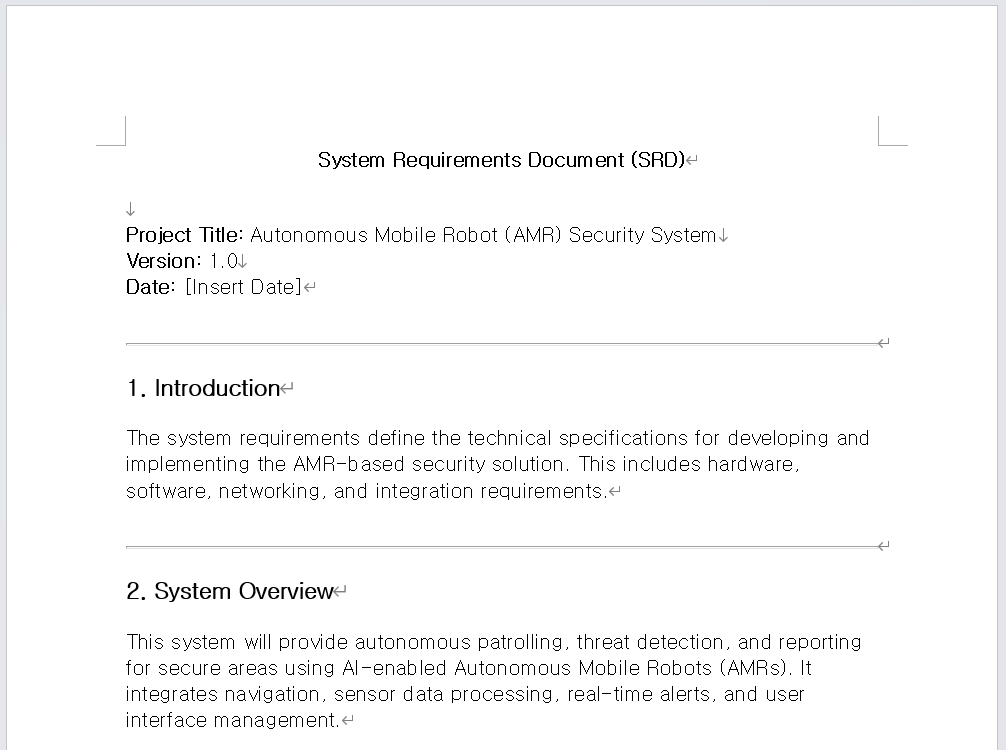 System Requirements Document (SRD)
Project Title: Autonomous Mobile Robot (AMR) Security System
Version: 1.0
Date: [Insert Date]
1. Introduction
The system requirements define the technical specifications for developing and
implementing the AMR-based security solution. This includes hardware,
software, networking, and integration requirements.
2. System Overview
This system will provide autonomous patrolling, threat detection, and reporting
for secure areas using AI-enabled Autonomous Mobile Robots (AMRs). It
integrates navigation, sensor data processing, real-time alerts, and user
interface management.